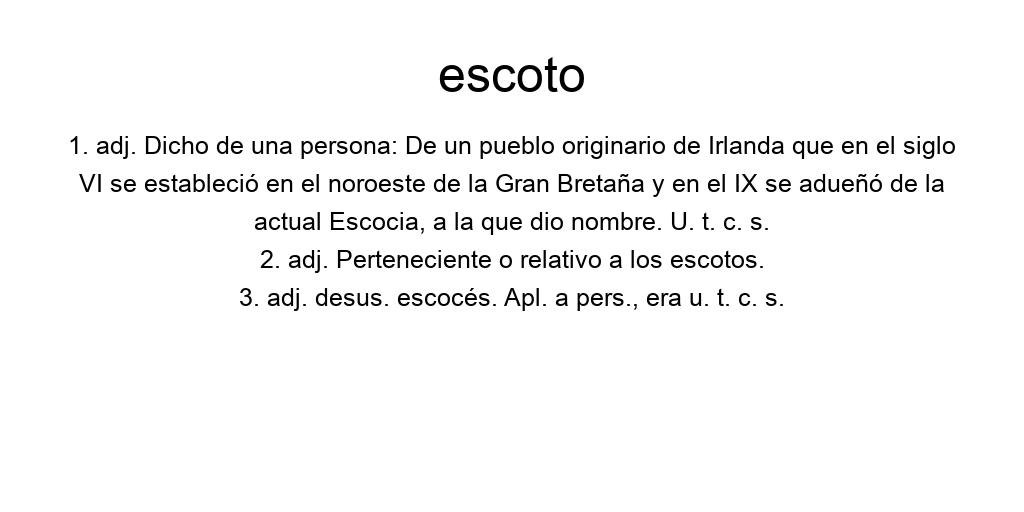 escoto
1. adj. Dicho de una persona: De un pueblo originario de Irlanda que en el siglo
VI se estableció en el noroeste de la Gran Bretaña y en el IX se adueñó de la
actual Escocia, a la que dio nombre. U. t. c. s.
2. adj. Perteneciente o relativo a los escotos.
3. adj. desus. escocés. Apl. a pers., era u. t. c. s.